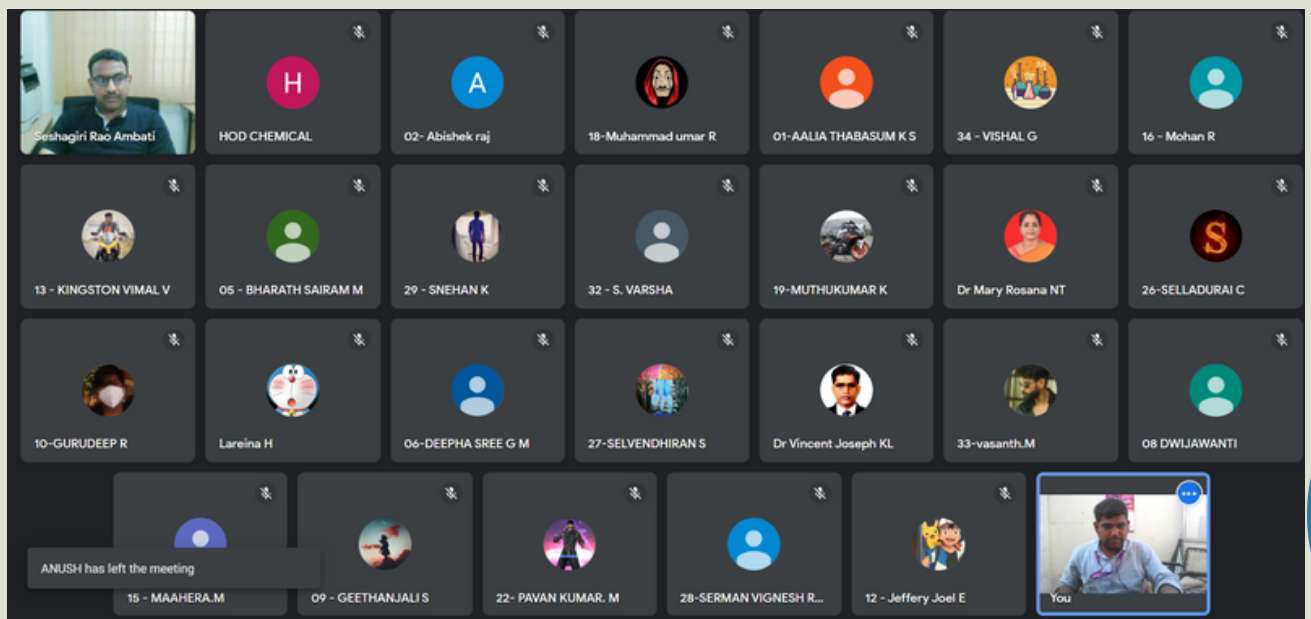 Seshagiri Rao Ambati
H
HOD CHEMICAL
A
02- Abishek raj
18-Muhammad umar R
01-AALIA THABASUM K S
34 - VISHAL G
16 - Mohan R
13 - KINGSTON VIMAL V
05 - BHARATH SAIRAM M
29 - SNEHAN K
32 - S. VARSHA
19-MUTHUKUMAR K
Dr Mary Rosana NT
S
26-SELLADURAI C
10-GURUDEEP R
Lareina H
06-DEEPHA SREE G M
27-SELVENDHIRAN S
Dr Vincent Joseph KL
33-vasanth.M
08 DWIJAWANTI
ANUSH has left the meeting
15 - MAAHERA.M
09 - GEETHANJALI S
22- PAVAN KUMAR. M
28-SERMAN VIGNESH R...
12 - Jeffery Joel E
You